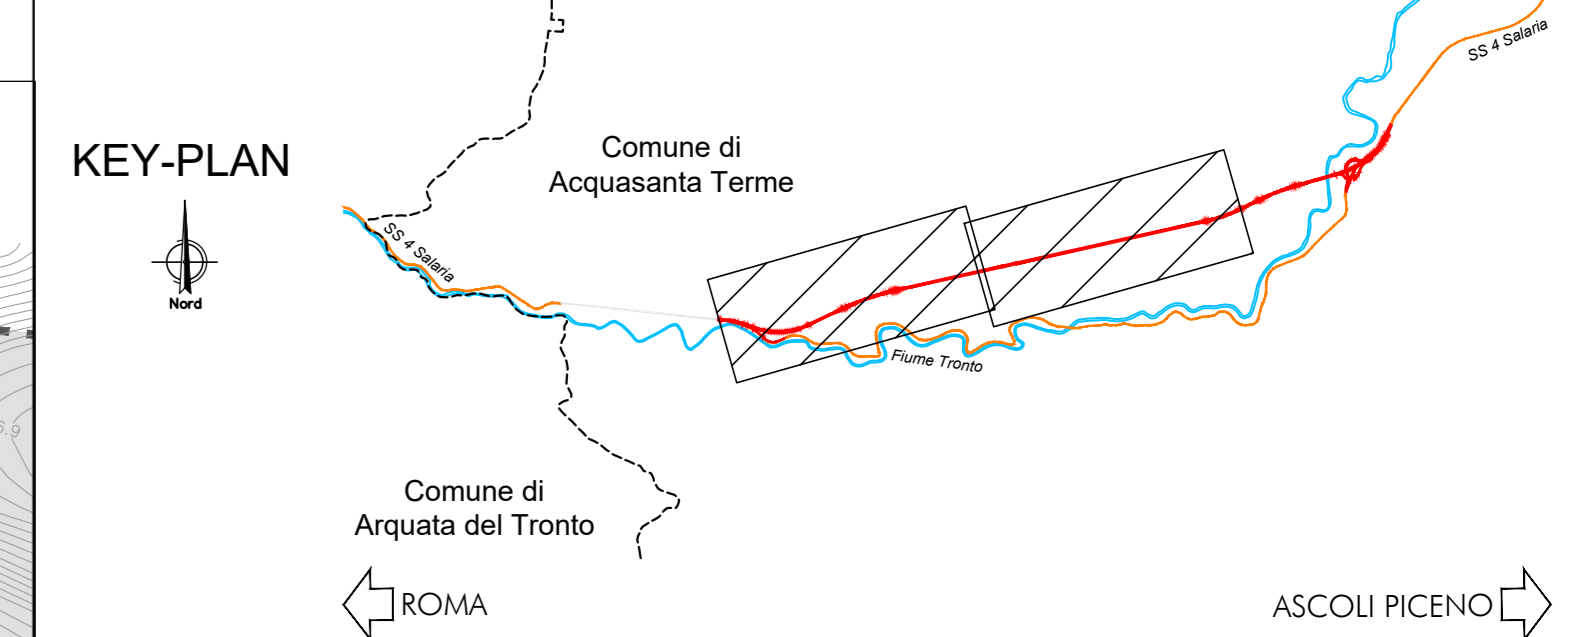 SS 4 Salaria
KEY-PLAN
Comune di
Acquasanta Terme
SS 4 Salaria
Nord
Fiume Tronto
Comune di
Arquata del Tronto
ROMA
ASCOLI PICENO